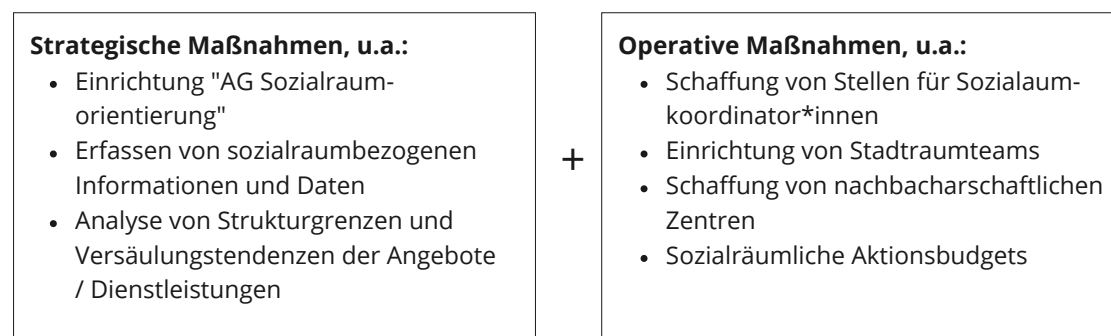 Strategische Maßnahmen, u.a.:
• Einrichtung "AG Sozialraum-
orientierung"
• Erfassen von sozialraumbezogenen
Informationen und Daten
• Analyse von Strukturgrenzen und
Versäulungstendenzen der Angebote
/ Dienstleistungen
+
Operative Maßnahmen, u.a.:
• Schaffung von Stellen für Sozialaum-
koordinator*innen
• Einrichtung von Stadtraumteams
• Schaffung von nachbacharschaftlichen
Zentren
• Sozialräumliche Aktionsbudgets